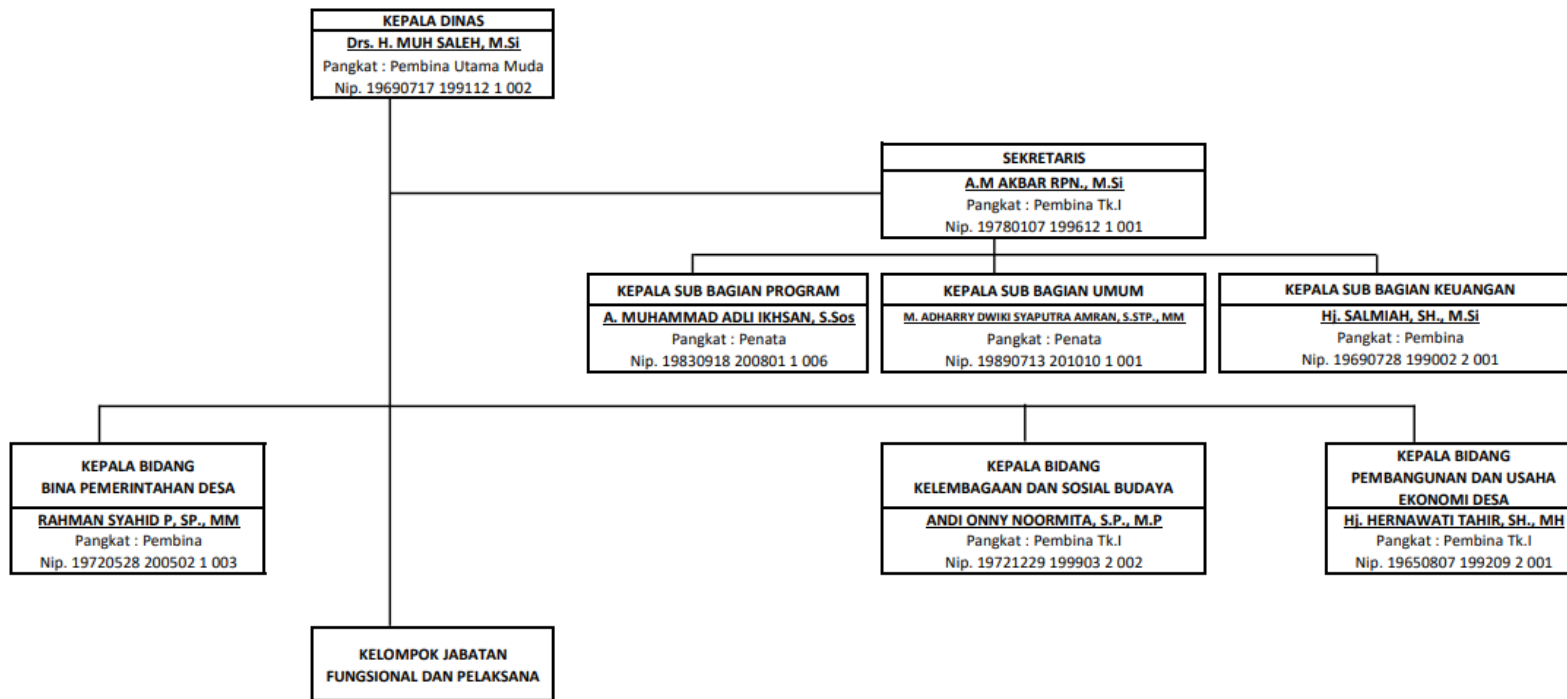 KEPALA DINAS
Drs. H. MUH SALEH, M.Si
Pangkat : Pembina Utama Muda
Nip. 19690717 199112 1 002
SEKRETARIS
A.M AKBAR RPN., M.Si
Pangkat : Pembina Tk.I
Nip. 19780107 199612 1 001
KEPALA SUB BAGIAN PROGRAM
A. MUHAMMAD ADLI IKHSAN, S.Sos
Pangkat : Penata
Nip. 19830918 200801 1 006
KEPALA SUB BAGIAN UMUM
M. ADHARRY DWIKI SYAPUTRA AMRAN, S.STP., MM
Pangkat : Penata
Nip. 19890713 201010 1 001
KEPALA SUB BAGIAN KEUANGAN
Hj. SALMIAH, SH., M.Si
Pangkat : Pembina
Nip. 19690728 199002 2 001
KEPALA BIDANG
BINA PEMERINTAHAN DESA
RAHMAN SYAHID P, SP., MM
Pangkat : Pembina
Nip. 19720528 200502 1 003
KEPALA BIDANG
KELEMBAGAAN DAN SOSIAL BUDAYA
ANDI ONNY NOORMITA, S.P., M.P
Pangkat : Pembina Tk.I
Nip. 19721229 199903 2 002
KEPALA BIDANG
PEMBANGUNAN DAN USAHA
EKONOMI DESA
Hj. HERNAWATI TAHIR, SH., MH
Pangkat : Pembina Tk.I
Nip. 19650807 199209 2 001
KELOMPOK JABATAN
FUNGSIONAL DAN PELAKSANA